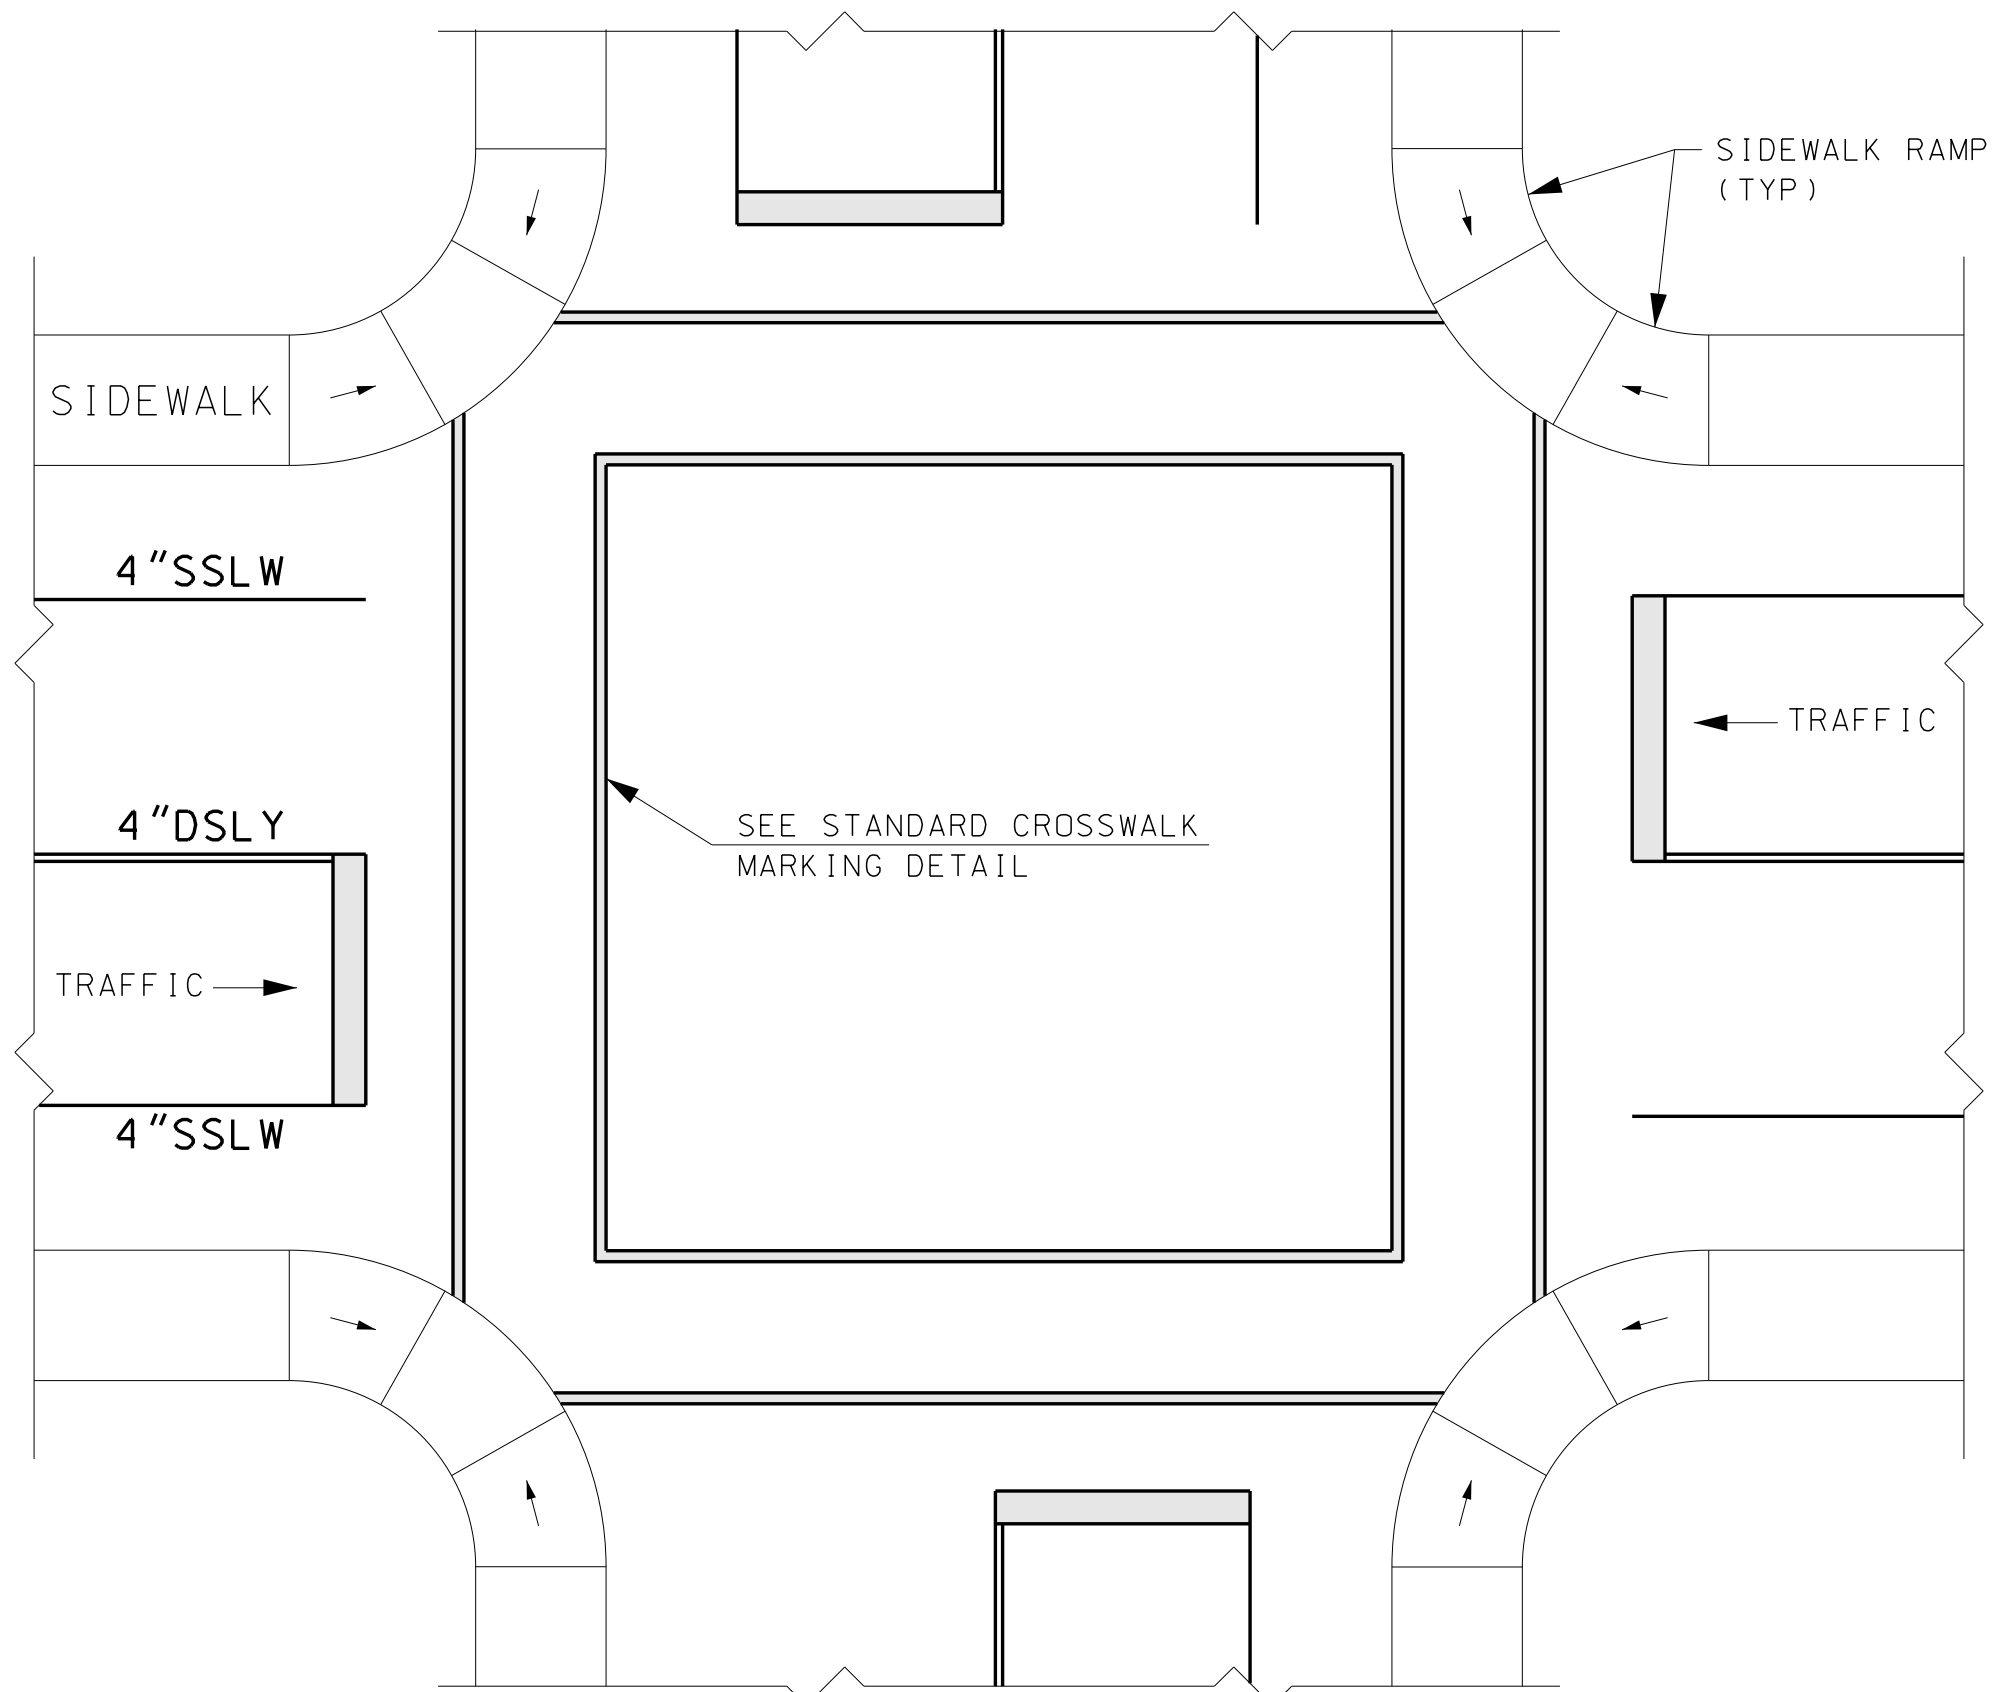 SIDEWALK RAMP
(TYP)
SIDEWALK
4"SSLW
TRAFFIC
4"DSLY
SEE STANDARD CROSSWALK
MARKING DETAIL
TRAFFIC
4"SSLW